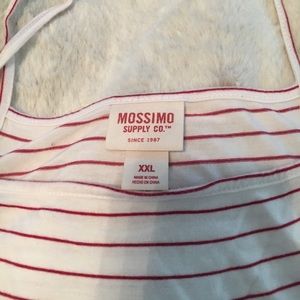 MOSSIMO
SUPPLY CO.™
SINCE 1987
XXL
MADE IN CHINA
HECHO EN CHINA